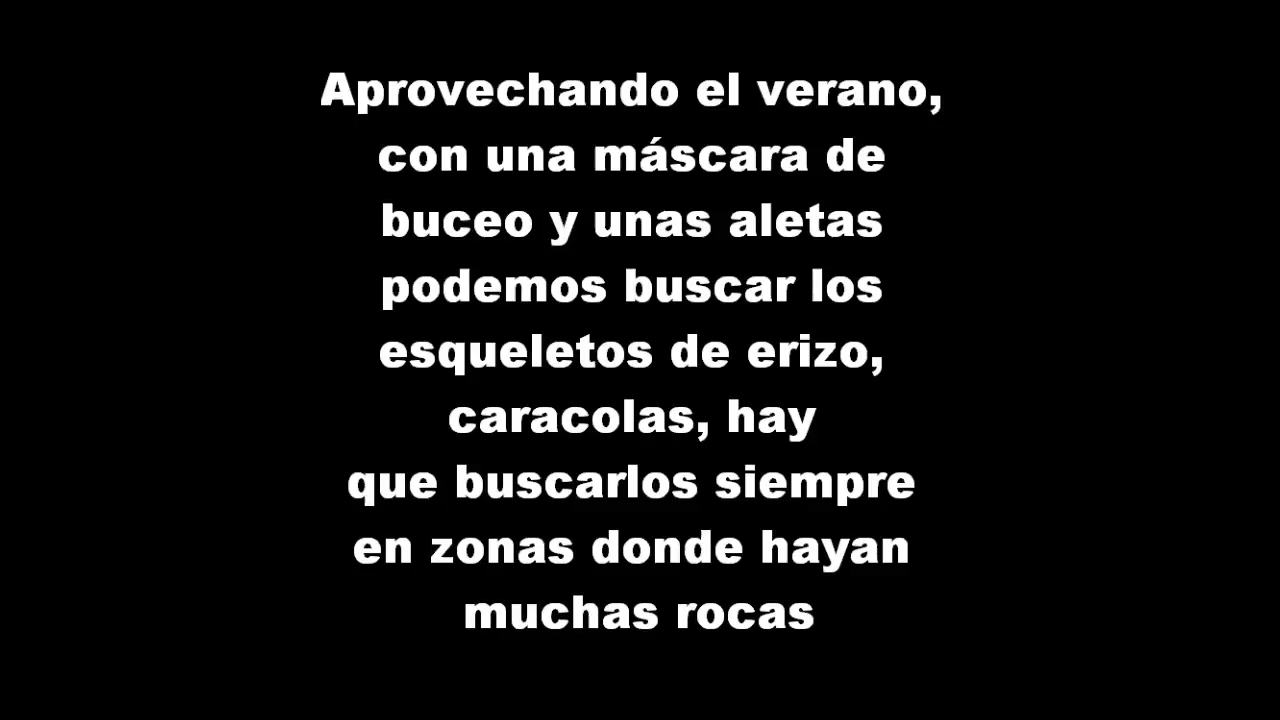 Aprovechando el verano,
con una máscara de
buceo y unas aletas
podemos buscar los
esqueletos de erizo,
caracolas, hay
que buscarlos siempre
en zonas donde hayan
muchas rocas